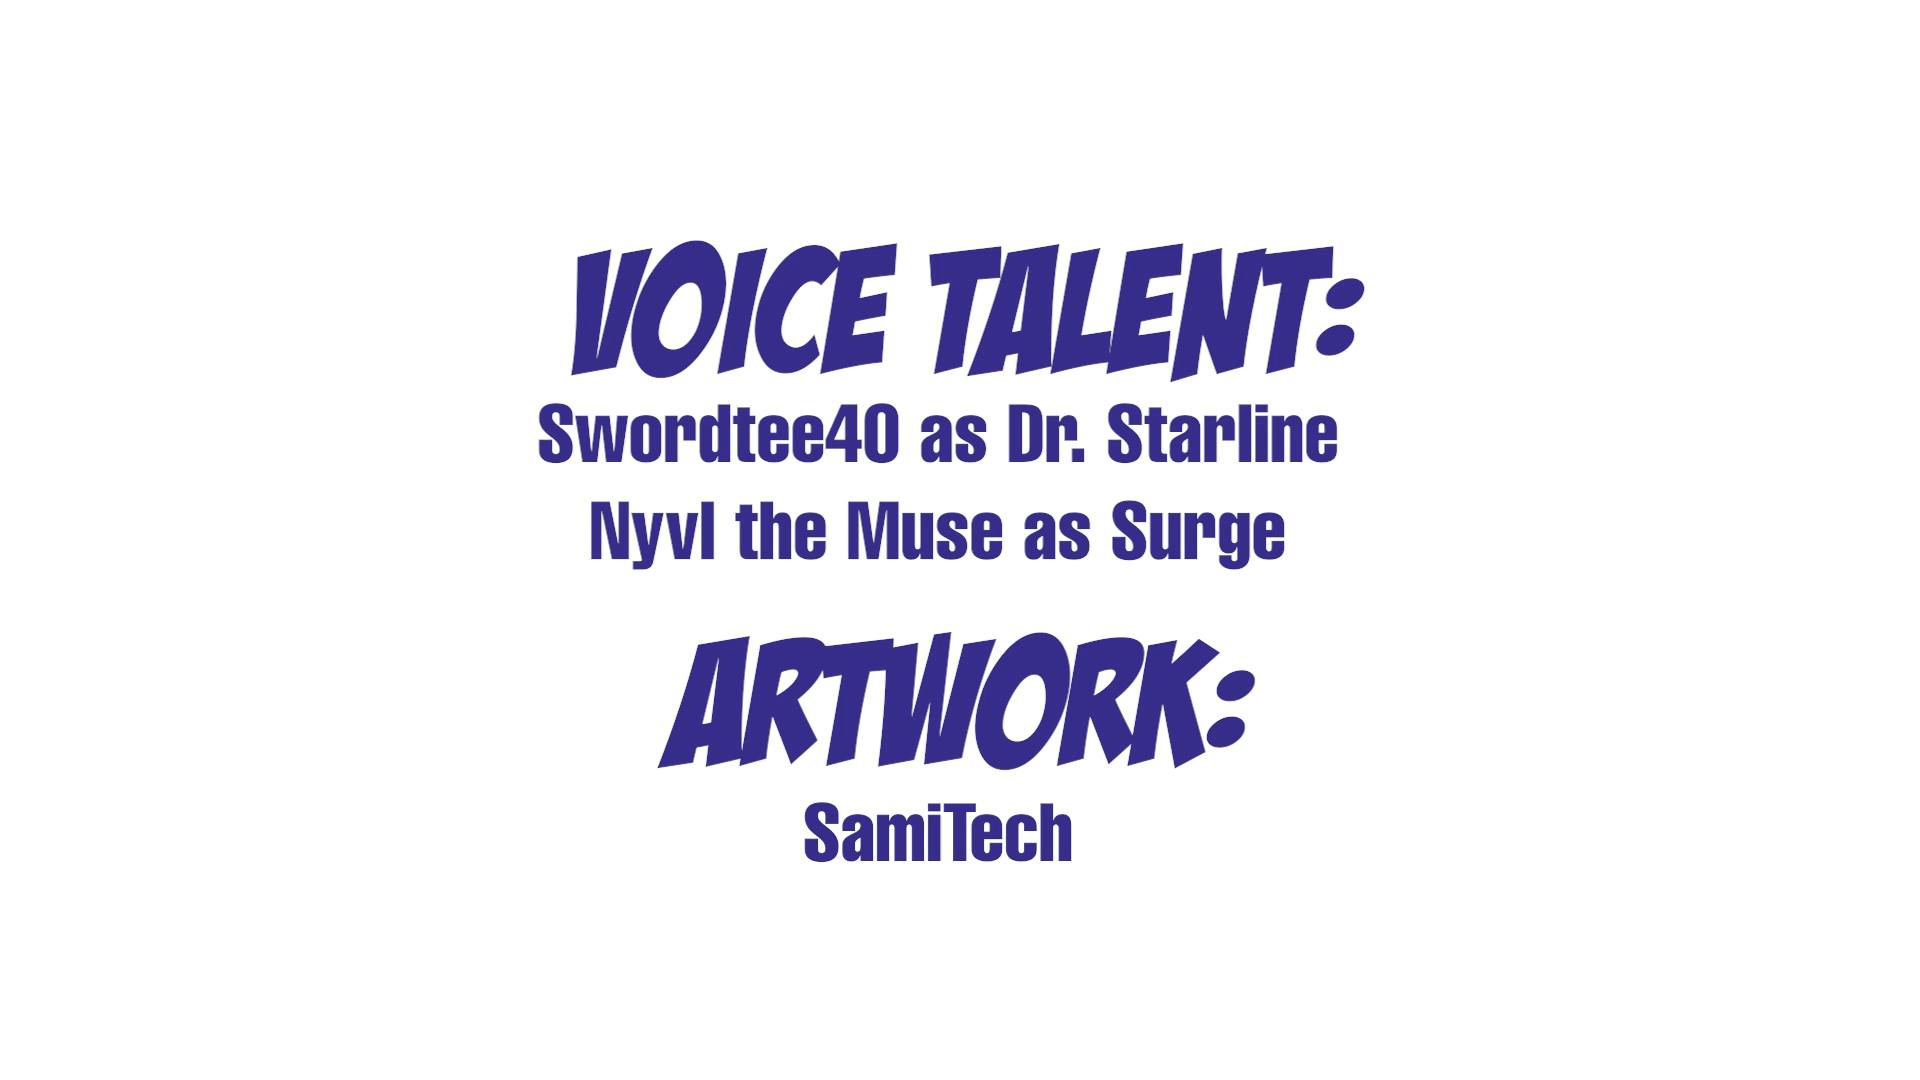 VOICE TALENT:
Swordtee40 as Dr. Starline
Nyvl the Muse as Surge
ARTWORK:
SamiTech